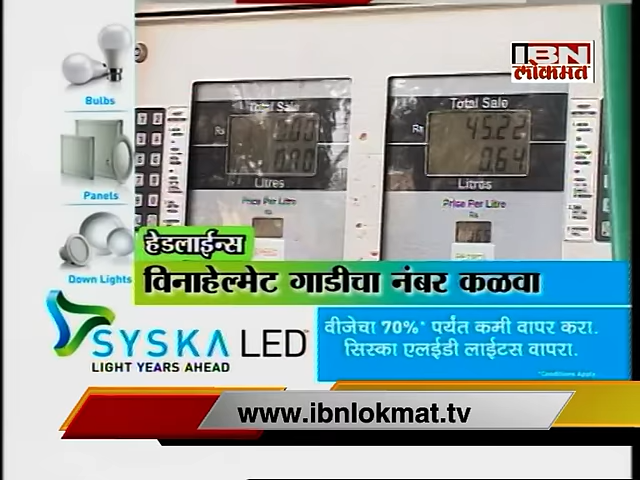 IBN
लोकमत
Bulbs
Panels
Down Lights
Total Sale
Rs
Litres
Price Per Litre
Total Sale
Rs
45.22
0.64
Litres
Price Per Litre
हेडलाईन्स
विनाहेल्मेट गाडीचा नंबर कळवा
SYSKA LED
LIGHT YEARS AHEAD
वीजेचा 70%* पर्यंत कमी वापर करा.
सिस्का एलईडी लाईटस वापरा.
*Conditions Apply
www.ibnlokmat.tv